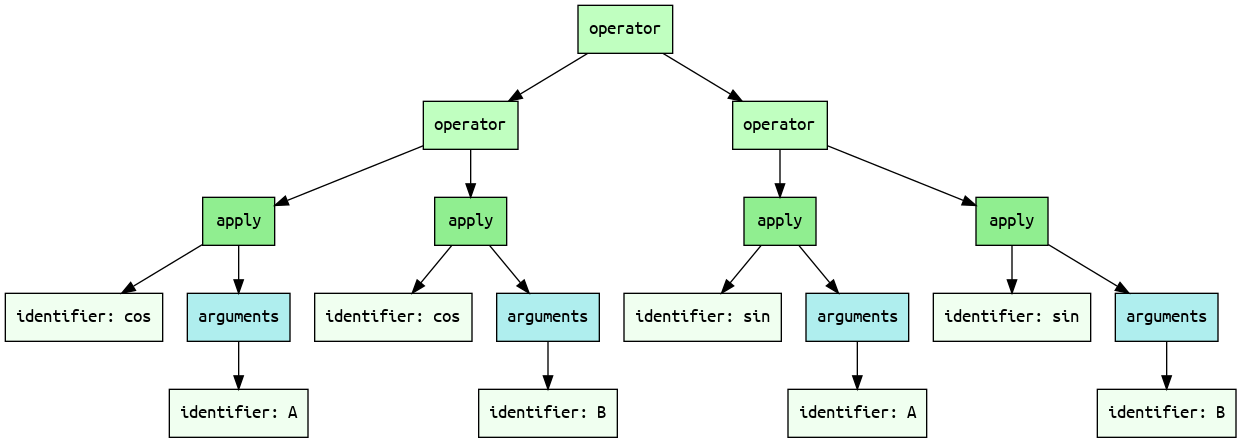 operator
operator
operator
apply
apply
apply
apply
identifier: cos
arguments
identifier: cos
arguments
identifier: sin
arguments
identifier: sin
arguments
identifier: A
identifier: B
identifier: A
identifier: B